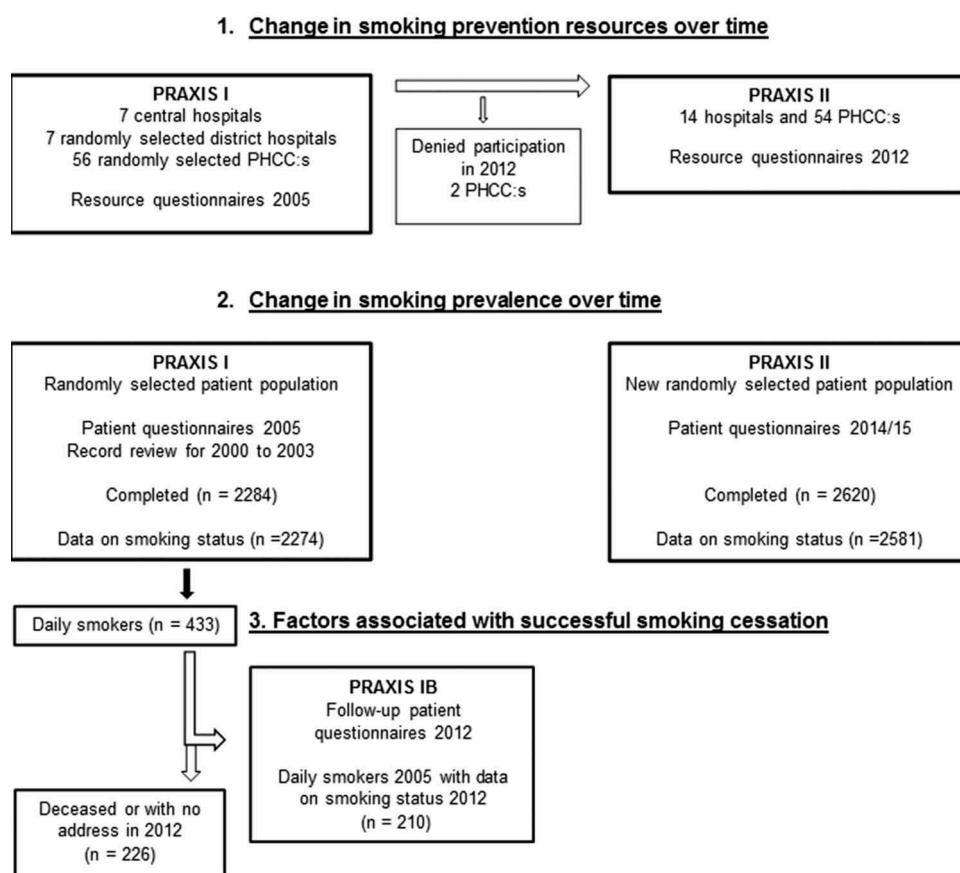 1. Change in smoking prevention resources over time
PRAXIS I
7 central hospitals
7 randomly selected district hospitals
56 randomly selected PHCC:s
Resource questionnaires 2005
Denied participation
in 2012
2 PHCC:s
PRAXIS II
14 hospitals and 54 PHCC:s
Resource questionnaires 2012
2. Change in smoking prevalence over time
PRAXIS I
Randomly selected patient population
Patient questionnaires 2005
Record review for 2000 to 2003
Completed (n = 2284)
Data on smoking status (n =2274)
PRAXIS II
New randomly selected patient population
Patient questionnaires 2014/15
Completed (n = 2620)
Data on smoking status (n =2581)
Daily smokers (n = 433)
3. Factors associated with successful smoking cessation
PRAXIS IB
Follow-up patient
questionnaires 2012
Daily smokers 2005 with data
on smoking status 2012
(n = 210)
Deceased or with no
address in 2012
(n = 226)